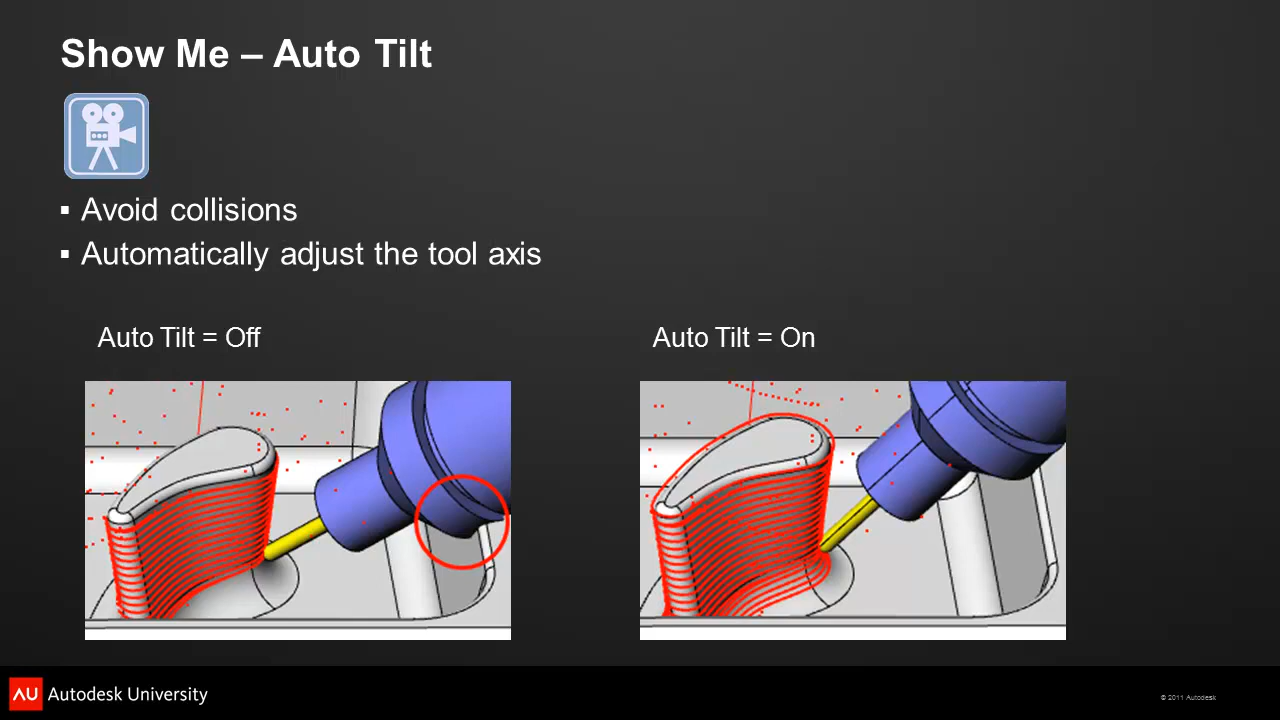 Show Me – Auto Tilt
▪ Avoid collisions
▪ Automatically adjust the tool axis
Auto Tilt = Off
Auto Tilt = On
AU Autodesk University
© 2011 Autodesk